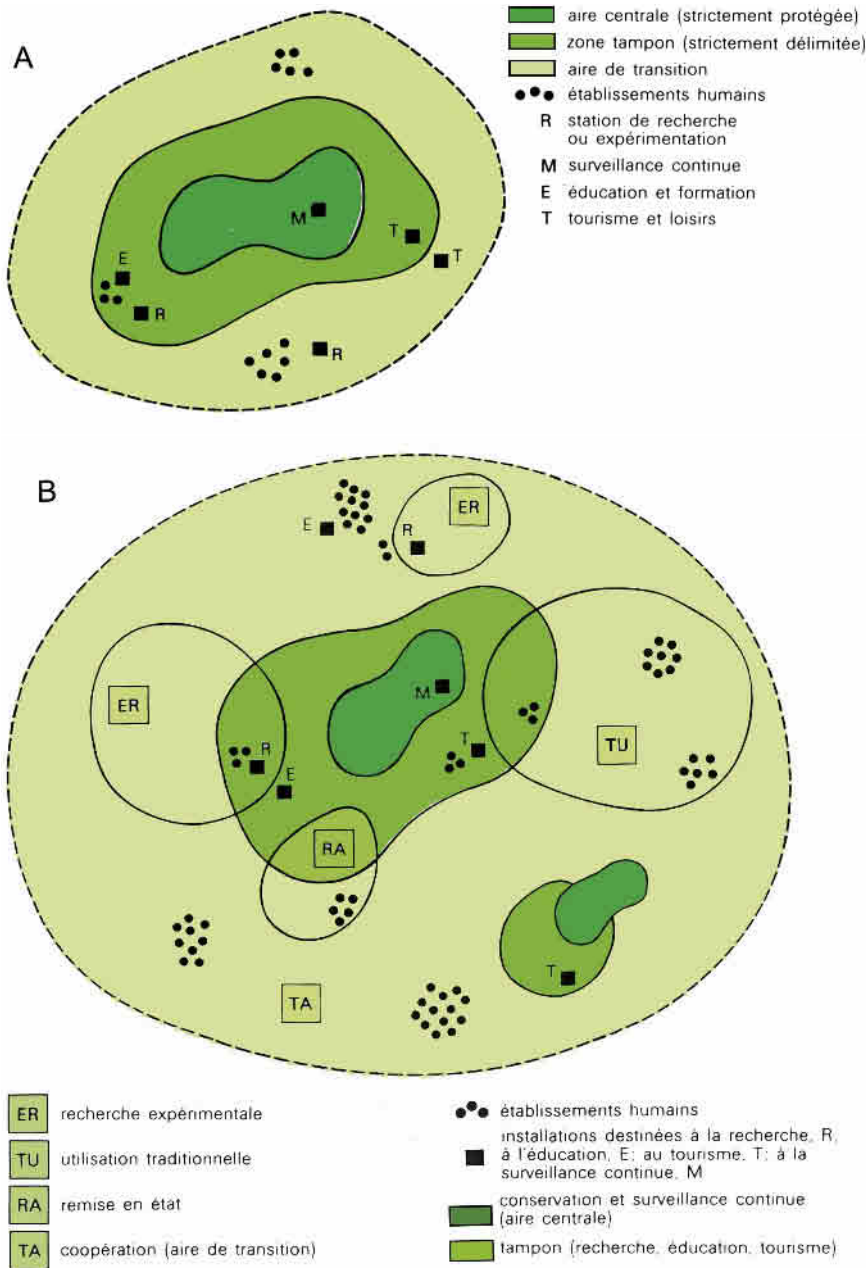 A
aire centrale (strictement protégée)
zone tampon (strictement délimitée)
aire de transition
établissements humains
R station de recherche
ou expérimentation
M surveillance continue
E éducation et formation
T tourisme et loisirs
M
T
T
E
R
R
B
E
R
ER
ER
M
T
TU
R
E
RA
T
TA
ER recherche expérimentale
TU utilisation traditionnelle
RA remise en état
TA coopération (aire de transition)
établissements humains
installations destinées à la recherche, R,
à l'éducation, E; au tourisme, T; à la
surveillance continue, M
conservation et surveillance continue
(aire centrale)
tampon (recherche, éducation, tourisme)